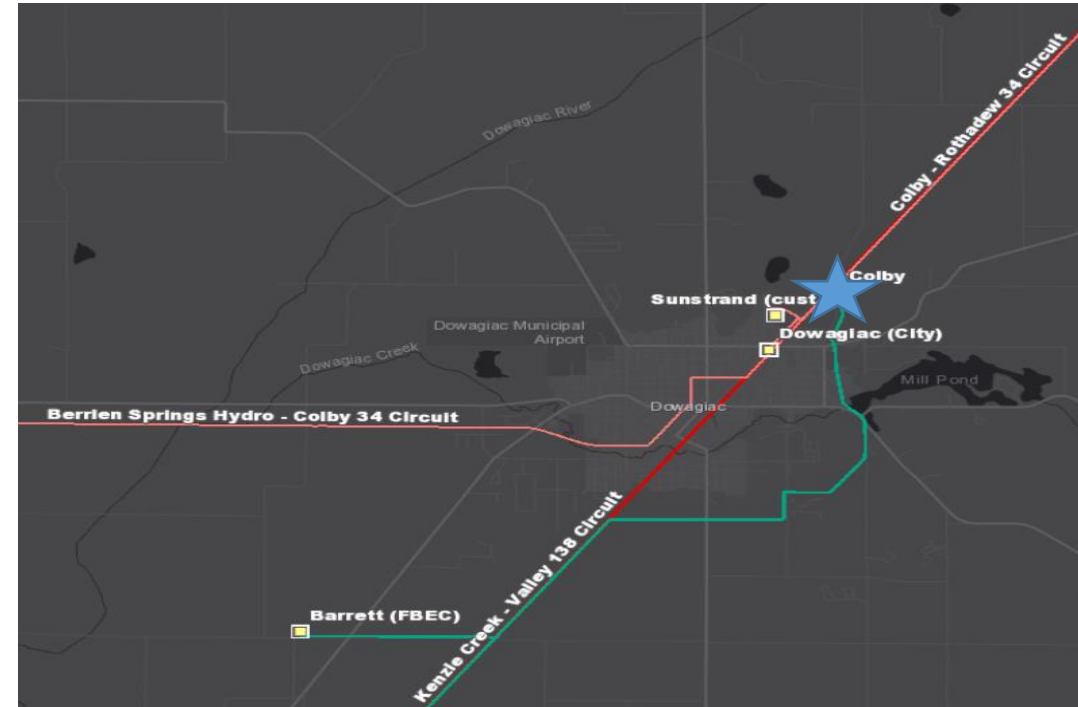 Dowagiac River
Colby - Rothadew 34 Circuit
Colby
Sunstrand (cust
Dowagiac (City)
Dowagiac Municipal
Airport
Dowagiac Creek
Mill Pond
Dowagiac
Berrien Springs Hydro - Colby 34 Circuit
Kenzie Creek - Valley 138 Circuit
Barrett (FBEC)